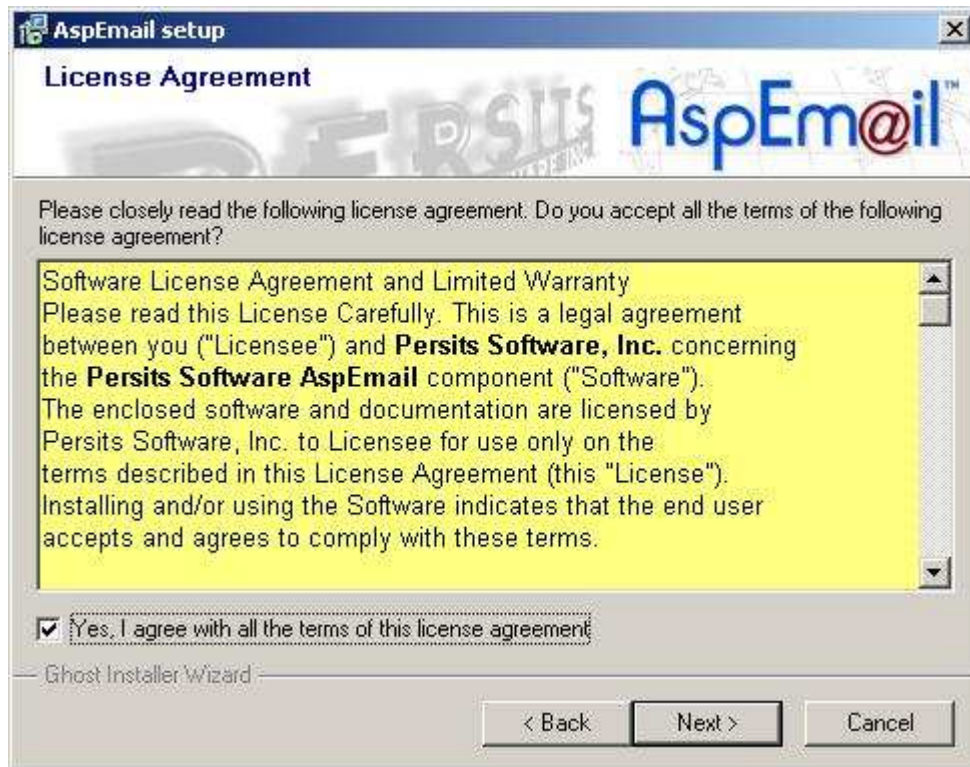 AspEmail setup
License Agreement
PERSITS
AspEm@il™
Please closely read the following license agreement. Do you accept all the terms of the following
license agreement?
Software License Agreement and Limited Warranty
Please read this License Carefully. This is a legal agreement
between you ("Licensee") and Persits Software, Inc. concerning
the Persits Software AspEmail component ("Software").
The enclosed software and documentation are licensed by
Persits Software, Inc. to Licensee for use only on the
terms described in this License Agreement (this "License").
Installing and/or using the Software indicates that the end user
accepts and agrees to comply with these terms.
Yes, I agree with all the terms of this license agreement
Ghost Installer Wizard
< Back
Next >
Cancel